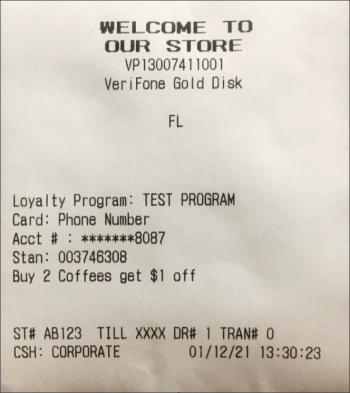 WELCOME TO
OUR STORE
VP13007411001
VeriFone Gold Disk
FL
Loyalty Program: TEST PROGRAM
Card: Phone Number
Acct # : *******8087
Stan: 003746308
Buy 2 Coffees get $1 off
ST# AB123 TILL XXXX DR# 1 TRAN# 0
CSH: CORPORATE 01/12/21 13:30:23